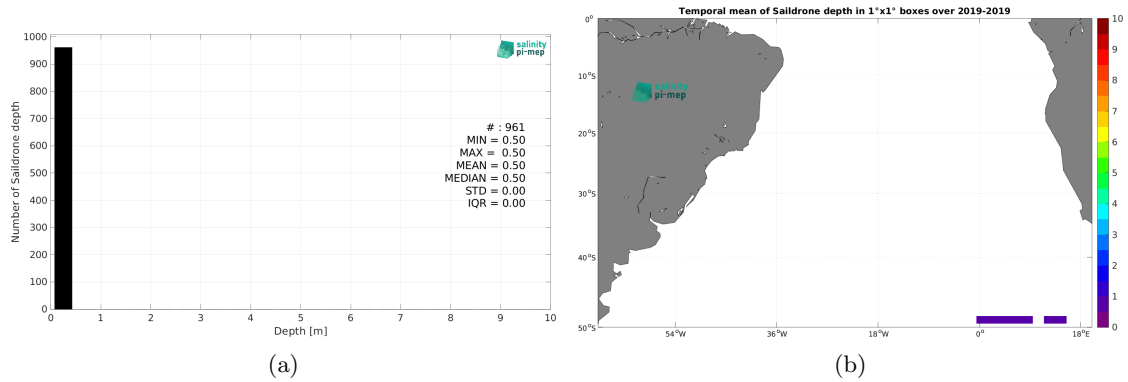 Number of Saildrone depth
1000
900
800
700
600
500
400
300
200
100
0
salinity
pi-mep
# : 961
MIN = 0.50
MAX = 0.50
MEAN = 0.50
MEDIAN = 0.50
STD = 0.00
IQR = 0.00
0 1 2 3 4 5 6 7 8 9 10
Depth [m]
(a)
Temporal mean of Saildrone depth in 1°x1° boxes over 2019-2019
0°
10°S
20°S
30°S
40°S
50°S
salinity
pi-mep
54°W 36°W 18°W 0° 18°E
10
9
8
7
6
5
4
3
2
1
0
(b)